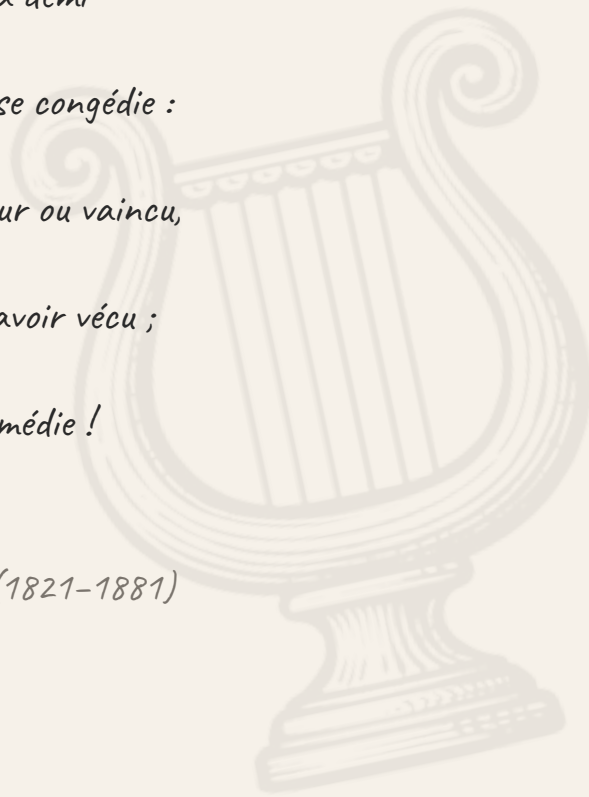 à demi
se congédie :
ur ou vaincu,
avoir vécu ;
médie !
(1821–1881)